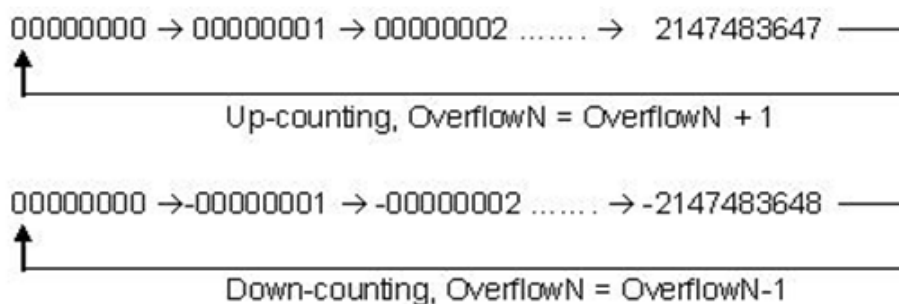 00000000 → 00000001 → 00000002 ....... → 2147483647
Up-counting, OverflowN = OverflowN + 1
00000000 →-00000001 → -00000002 ....... → -2147483648
Down-counting, OverflowN = OverflowN-1